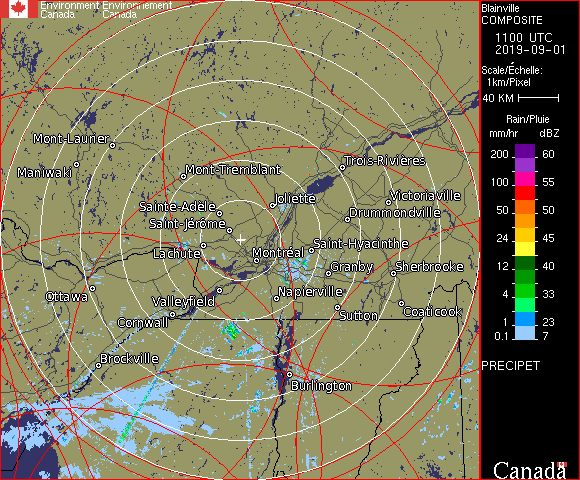 Environment Environnement
Canada Canada
Blainville
COMPOSITE
1100 UTC
2019-09-01
Scale/Échelle:
1km/Pixel
40 KM
Rain/Pluie
mm/hr dBZ
200 60
100 55
50 50
24 45
12 40
4 33
1 23
0.1 7
PRECIPET
Canada
Mont-Laurier
Maniwaki
Mont-Tremblant
Trois-Rivières
Sainte-Adèle
Joliette
Victoriaville
Drummondville
Saint-Jérôme
Lachute
Montréal
Saint-Hyacinthe
Granby
Sherbrooke
Ottawa
Valleyfield
Napierville
Cornwall
Sutton
Coaticook
Brockville
Burlington